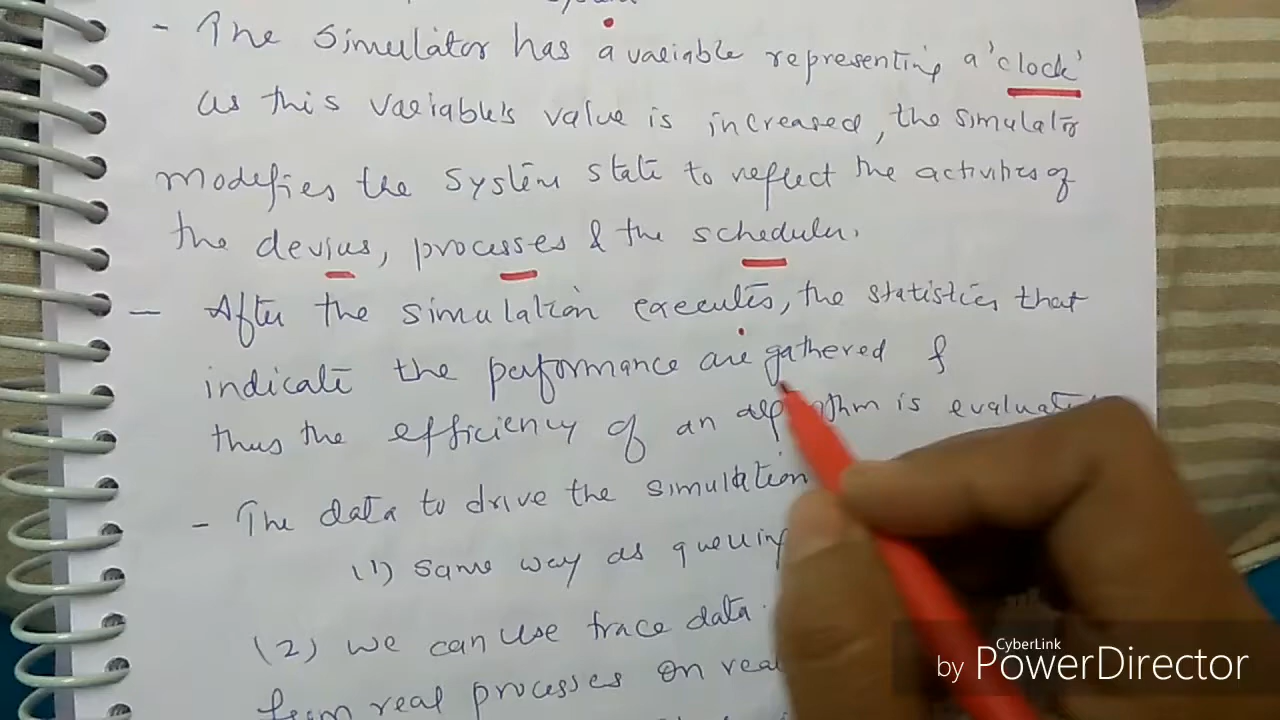 - The Simulator has a variable representing a 'clock'
as this variable's value is increased, the simulator
modifies the system state to reflect the activities of
the devices, processes & the scheduler.
- After the simulation executes, the statistics that
indicate the performance are gathered &
thus the efficiency of an algorithm is
- The data to drive the simulation
(1) same way as
(2) we can use trace data
from real processes on
CyberLink
by PowerDirector